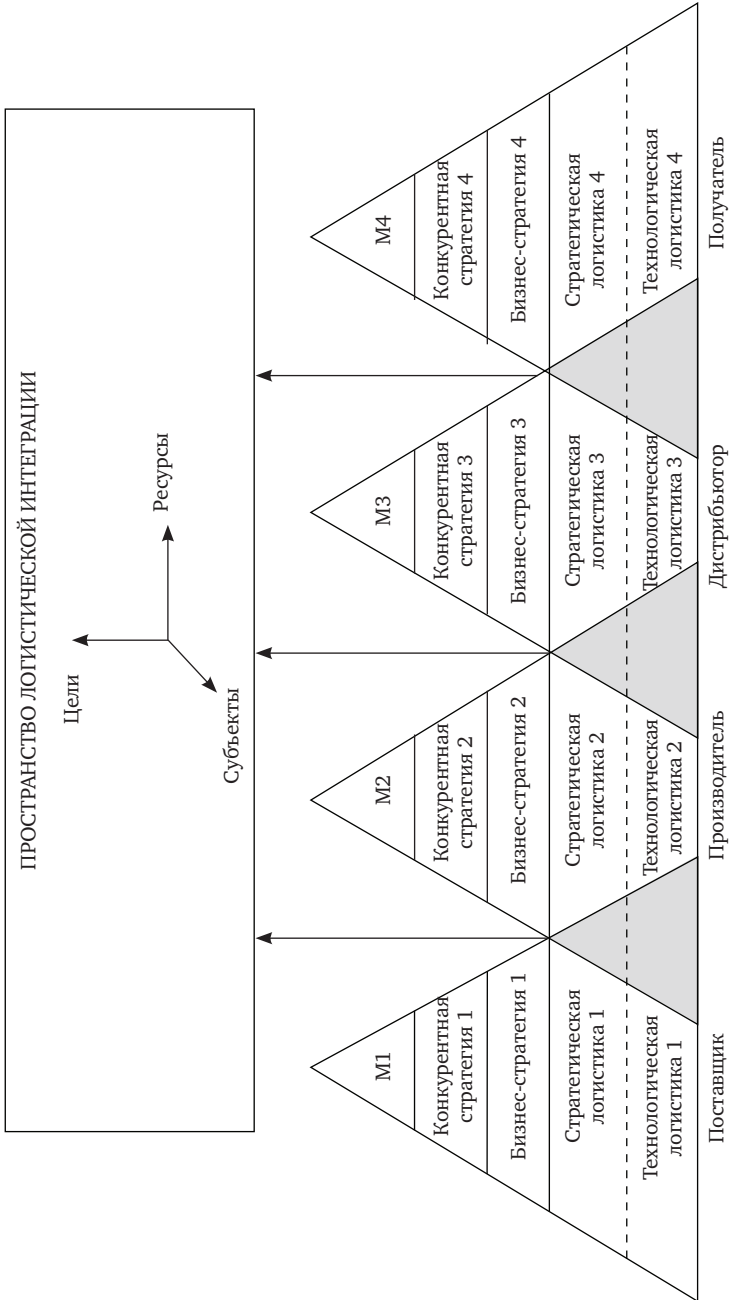 ПРОСТРАНСТВО ЛОГИСТИЧЕСКОЙ ИНТЕГРАЦИИ
Цели
Ресурсы
Субъекты
М1
Конкурентная
стратегия 1
Бизнес-стратегия 1
Стратегическая
логистика 1
Технологическая
логистика 1
Поставщик
М2
Конкурентная
стратегия 2
Бизнес-стратегия 2
Стратегическая
логистика 2
Технологическая
логистика 2
Производитель
М3
Конкурентная
стратегия 3
Бизнес-стратегия 3
Стратегическая
логистика 3
Технологическая
логистика 3
Дистрибьютор
М4
Конкурентная
стратегия 4
Бизнес-стратегия 4
Стратегическая
логистика 4
Технологическая
логистика 4
Получатель